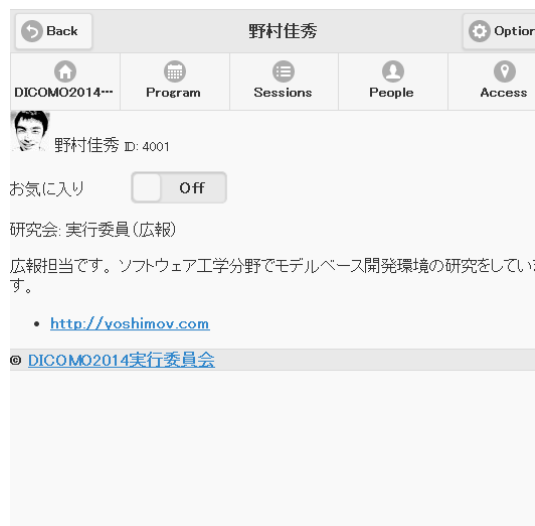 Back 野村佳秀 Option
DICOMO2014… Program Sessions People Access
野村佳秀 ID: 4001
お気に入り Off
研究会: 実行委員(広報)
広報担当です。ソフトウェア工学分野でモデルベース開発環境の研究をしていま
す。
http://yoshimov.com
© DICOMO2014実行委員会